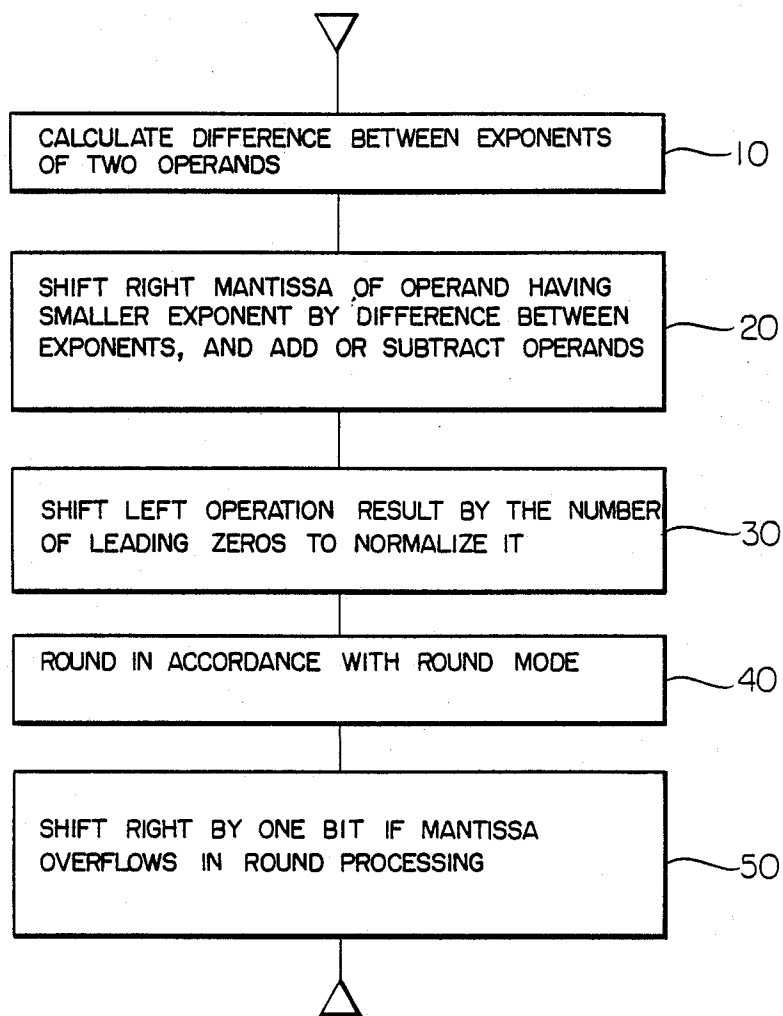 CALCULATE DIFFERENCE BETWEEN EXPONENTS
OF TWO OPERANDS
10
SHIFT RIGHT MANTISSA OF OPERAND HAVING
SMALLER EXPONENT BY DIFFERENCE BETWEEN
EXPONENTS, AND ADD OR SUBTRACT OPERANDS
20
SHIFT LEFT OPERATION RESULT BY THE NUMBER
OF LEADING ZEROS TO NORMALIZE IT
30
ROUND IN ACCORDANCE WITH ROUND MODE
40
SHIFT RIGHT BY ONE BIT IF MANTISSA
OVERFLOWS IN ROUND PROCESSING
50